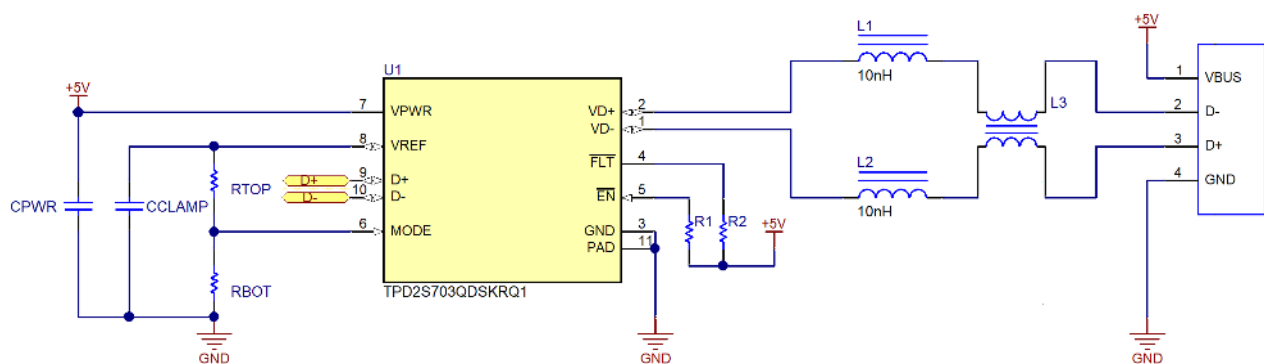 +5V
CPWR
CCLAMP
RTOP
RBOT
GND
D+
D-
U1
7
8
9
10
6
VPWR
VREF
D+
D-
MODE
VD+
VD-
FLT
EN
GND
PAD
2
1
4
5
3
11
TPD2S703QDSKRQ1
R1
R2
+5V
GND
L1
10nH
L2
10nH
L3
+5V
1
2
3
4
VBUS
D-
D+
GND
GND